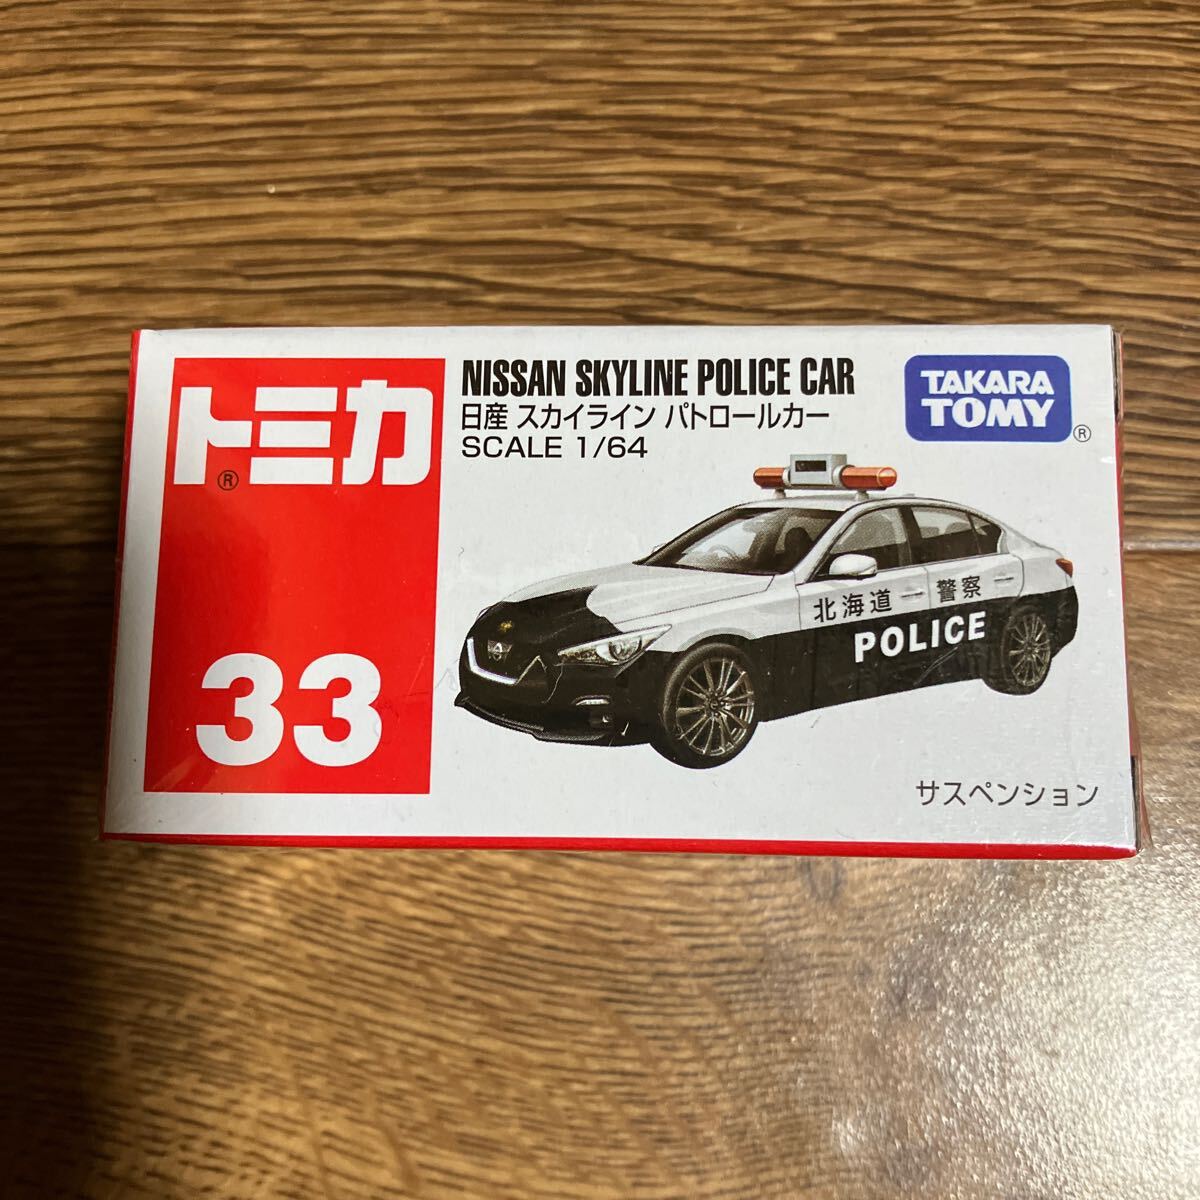 トミカ®
33
NISSAN SKYLINE POLICE CAR
日産 スカイライン パトロールカー
SCALE 1/64
TAKARA
TOMY®
北海道 警察
POLICE
サスペンション